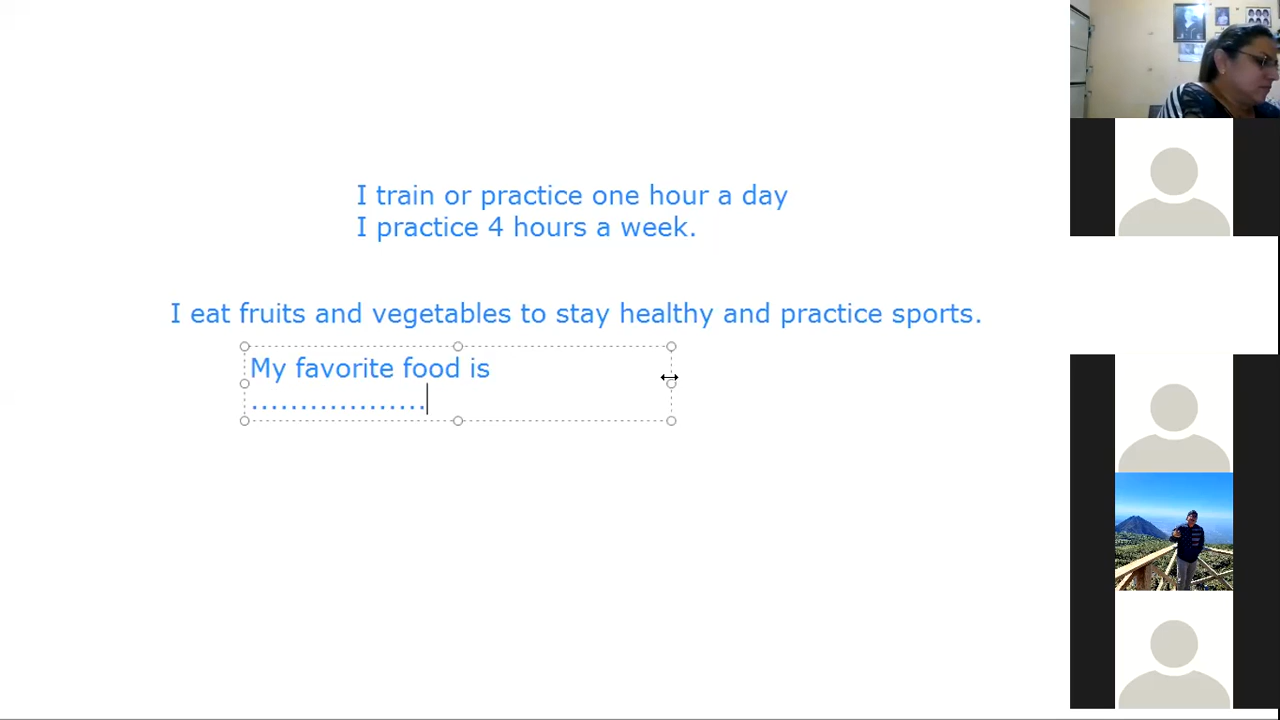 I train or practice one hour a day
I practice 4 hours a week.
I eat fruits and vegetables to stay healthy and practice sports.
My favorite food is
..................